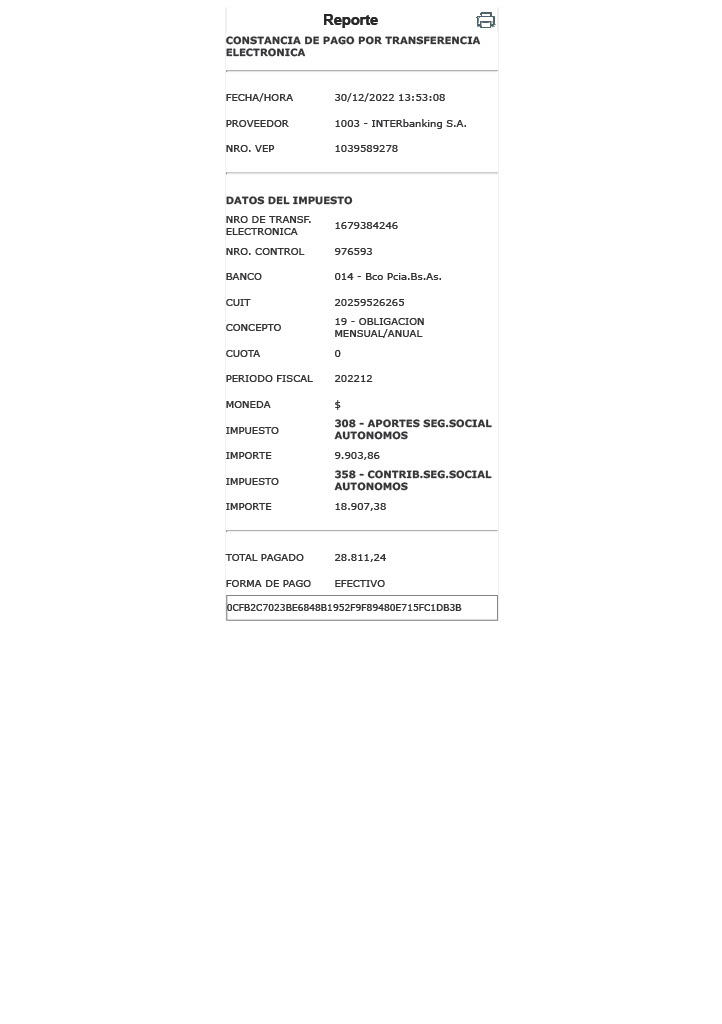 Reporte
CONSTANCIA DE PAGO POR TRANSFERENCIA
ELECTRONICA
FECHA/HORA 30/12/2022 13:53:08
PROVEEDOR 1003 - INTERbanking S.A.
NRO. VEP 1039589278
DATOS DEL IMPUESTO
NRO DE TRANSF.
ELECTRONICA 1679384246
NRO. CONTROL 976593
BANCO 014 - Bco Pcia.Bs.As.
CUIT 20259526265
CONCEPTO 19 - OBLIGACION
MENSUAL/ANUAL
CUOTA 0
PERIODO FISCAL 202212
MONEDA $
IMPUESTO 308 - APORTES SEG.SOCIAL
AUTONOMOS
IMPORTE 9.903,86
IMPUESTO 358 - CONTRIB.SEG.SOCIAL
AUTONOMOS
IMPORTE 18.907,38
TOTAL PAGADO 28.811,24
FORMA DE PAGO EFECTIVO
0CFB2C7023BE6848B1952F9F89480E715FC1DB3B